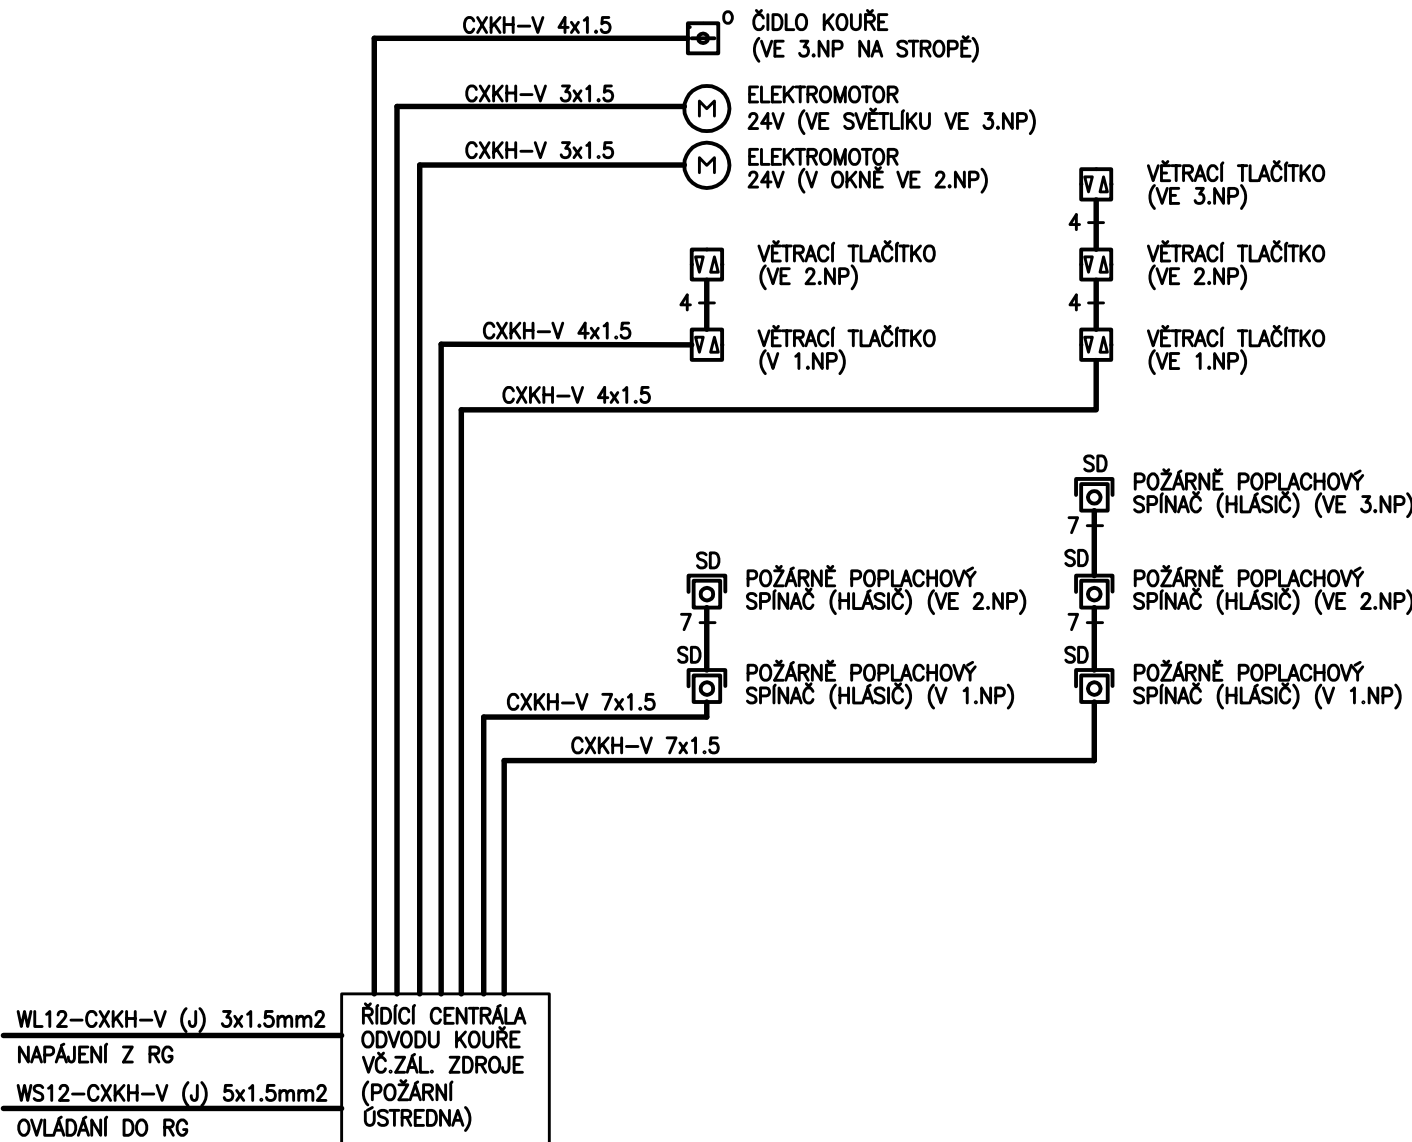 CXKH-V 4x1.5
O
ČIDLO KOUŘE
(VE 3.NP NA STROPĚ)
CXKH-V 3x1.5
M
ELEKTROMOTOR
24V (VE SVĚTLÍKU VE 3.NP)
CXKH-V 3x1.5
M
ELEKTROMOTOR
24V (V OKNĚ VE 2.NP)
VĚTRACÍ TLAČÍTKO
(VE 3.NP)
4
VĚTRACÍ TLAČÍTKO
(VE 2.NP)
4
VĚTRACÍ TLAČÍTKO
(VE 2.NP)
4
CXKH-V 4x1.5
VĚTRACÍ TLAČÍTKO
(V 1.NP)
VĚTRACÍ TLAČÍTKO
(VE 1.NP)
CXKH-V 4x1.5
SD
POŽÁRNĚ POPLACHOVÝ
SPÍNAČ (HLÁSIČ) (VE 3.NP)
7
SD
POŽÁRNĚ POPLACHOVÝ
SPÍNAČ (HLÁSIČ) (VE 2.NP)
7
SD
POŽÁRNĚ POPLACHOVÝ
SPÍNAČ (HLÁSIČ) (VE 2.NP)
7
SD
POŽÁRNĚ POPLACHOVÝ
SPÍNAČ (HLÁSIČ) (V 1.NP)
SD
POŽÁRNĚ POPLACHOVÝ
SPÍNAČ (HLÁSIČ) (V 1.NP)
CXKH-V 7x1.5
CXKH-V 7x1.5
WL12-CXKH-V (J) 3x1.5mm2
NAPÁJENÍ Z RG
WS12-CXKH-V (J) 5x1.5mm2
OVLÁDÁNÍ DO RG
ŘÍDÍCÍ CENTRÁLA
ODVODU KOUŘE
VČ.ZÁL. ZDROJE
(POŽÁRNÍ
ÚSTREDNA)